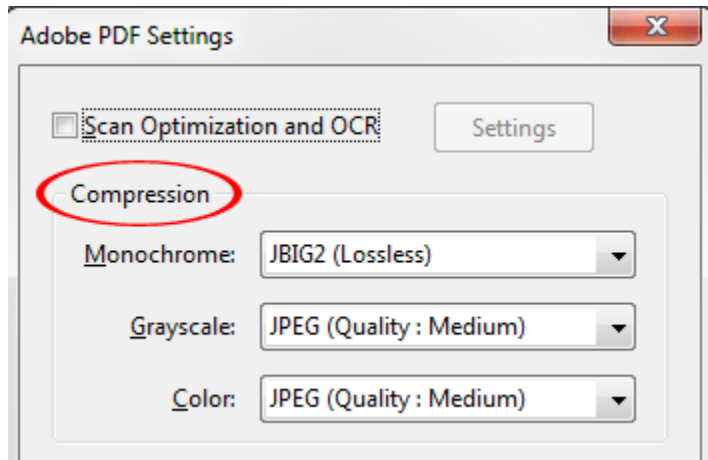 Adobe PDF Settings
Scan Optimization and OCR Settings
Compression
Monochrome: JBIG2 (Lossless)
Grayscale: JPEG (Quality : Medium)
Color: JPEG (Quality : Medium)